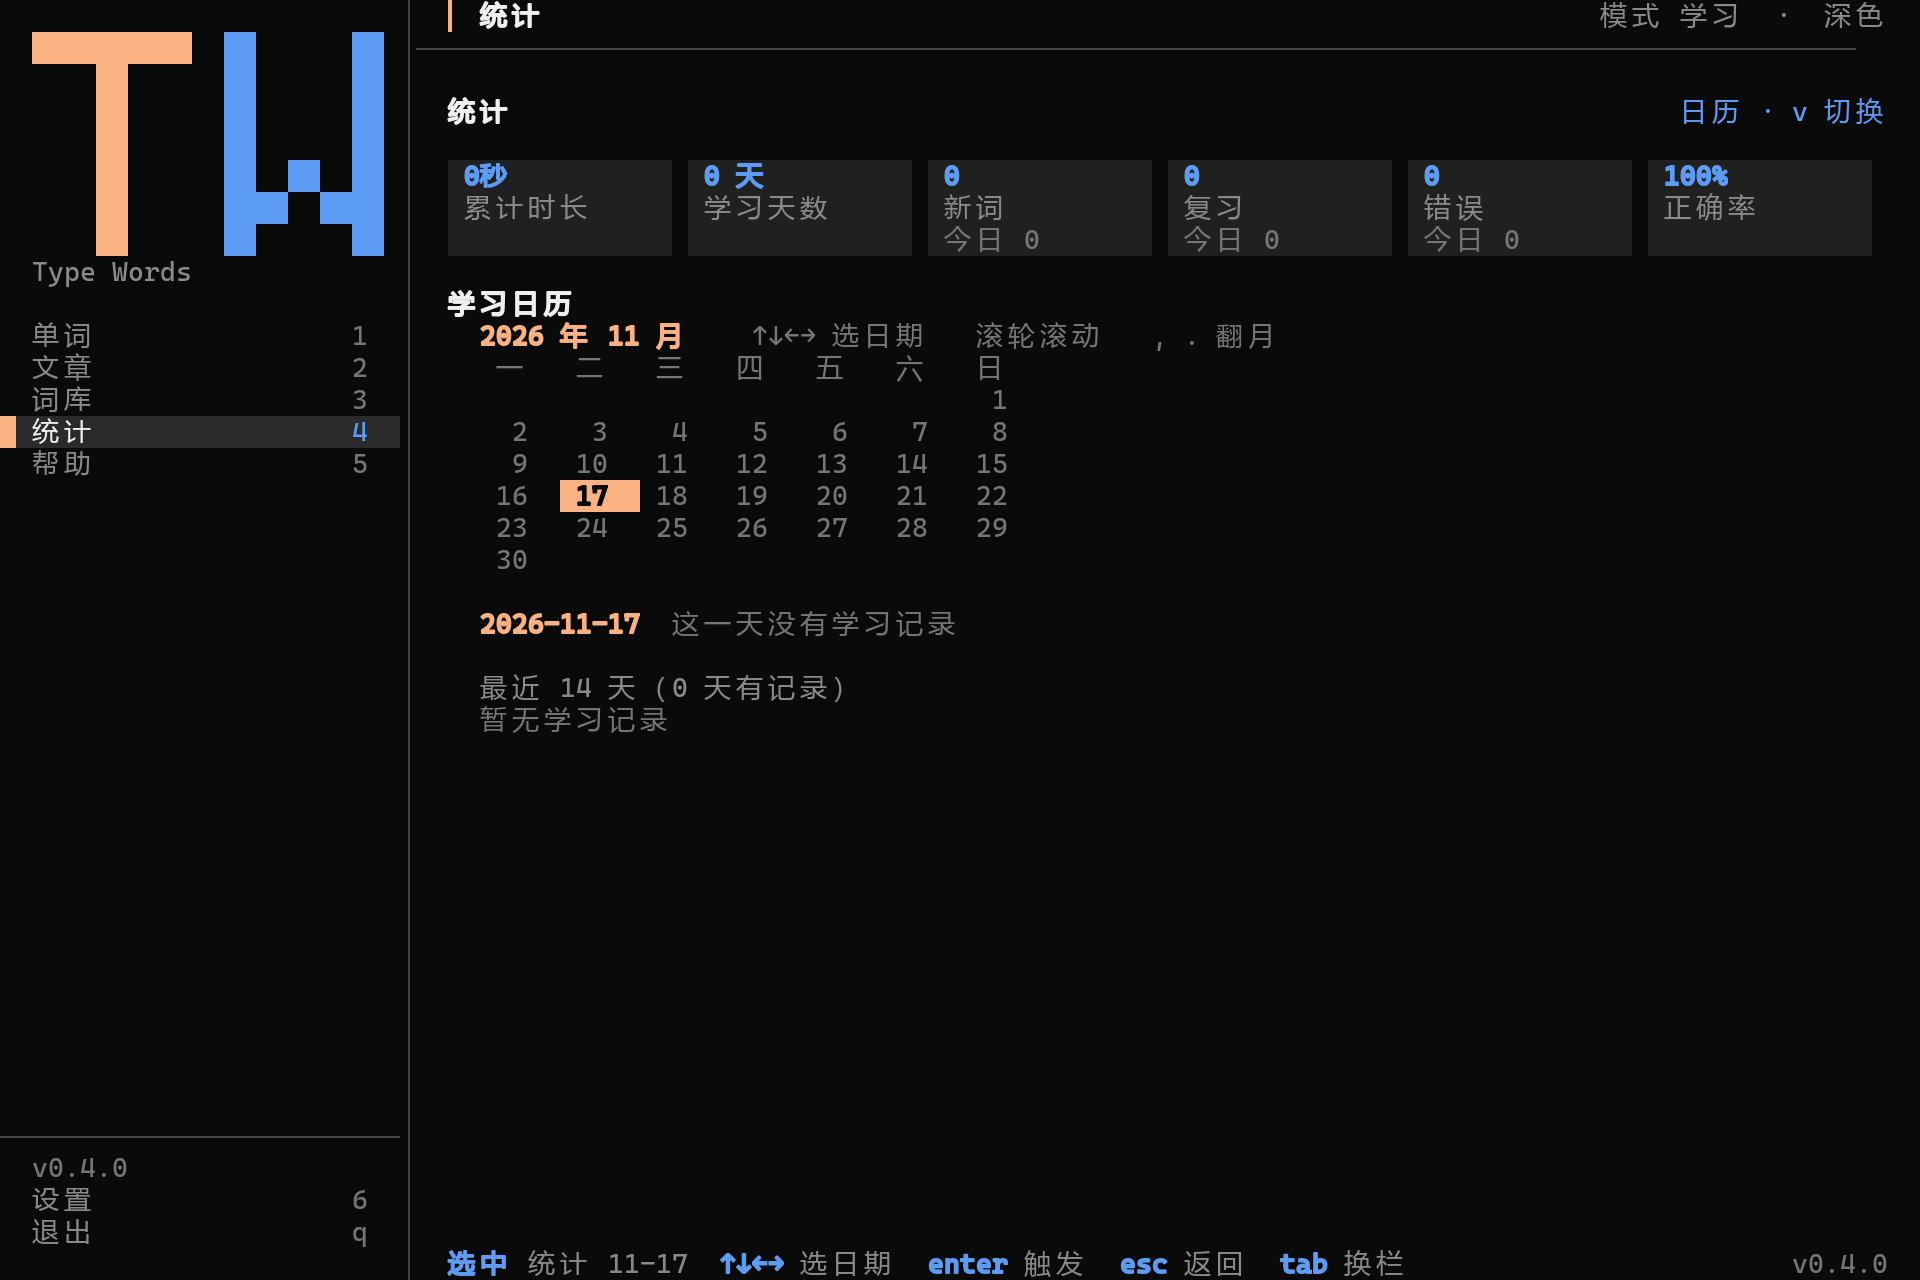 TW
Type Words
单词 1
文章 2
词库 3
统计 4
帮助 5
v0.4.0
设置 6
退出 q
统计 模式 学习 · 深色
统计 日历 · v 切换
0秒 0 天 0 0 0 100%
累计时长 学习天数 新词 复习 错误 正确率
今日 0 今日 0 今日 0
学习日历
2026 年 11 月 ↑↓←→ 选日期 滚轮滚动 , . 翻月
一 二 三 四 五 六 日
1
2 3 4 5 6 7 8
9 10 11 12 13 14 15
16 17 18 19 20 21 22
23 24 25 26 27 28 29
30
2026-11-17 这一天没有学习记录
最近 14 天 (0 天有记录)
暂无学习记录
选中 统计 11-17 ↑↓←→ 选日期 enter 触发 esc 返回 tab 换栏 v0.4.0